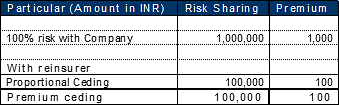 Particular (Amount in INR) Risk Sharing Premium
100% risk with Company 1,000,000 1,000
With reinsurer
Proportional Ceding 100,000 100
Premium ceding 100,000 100